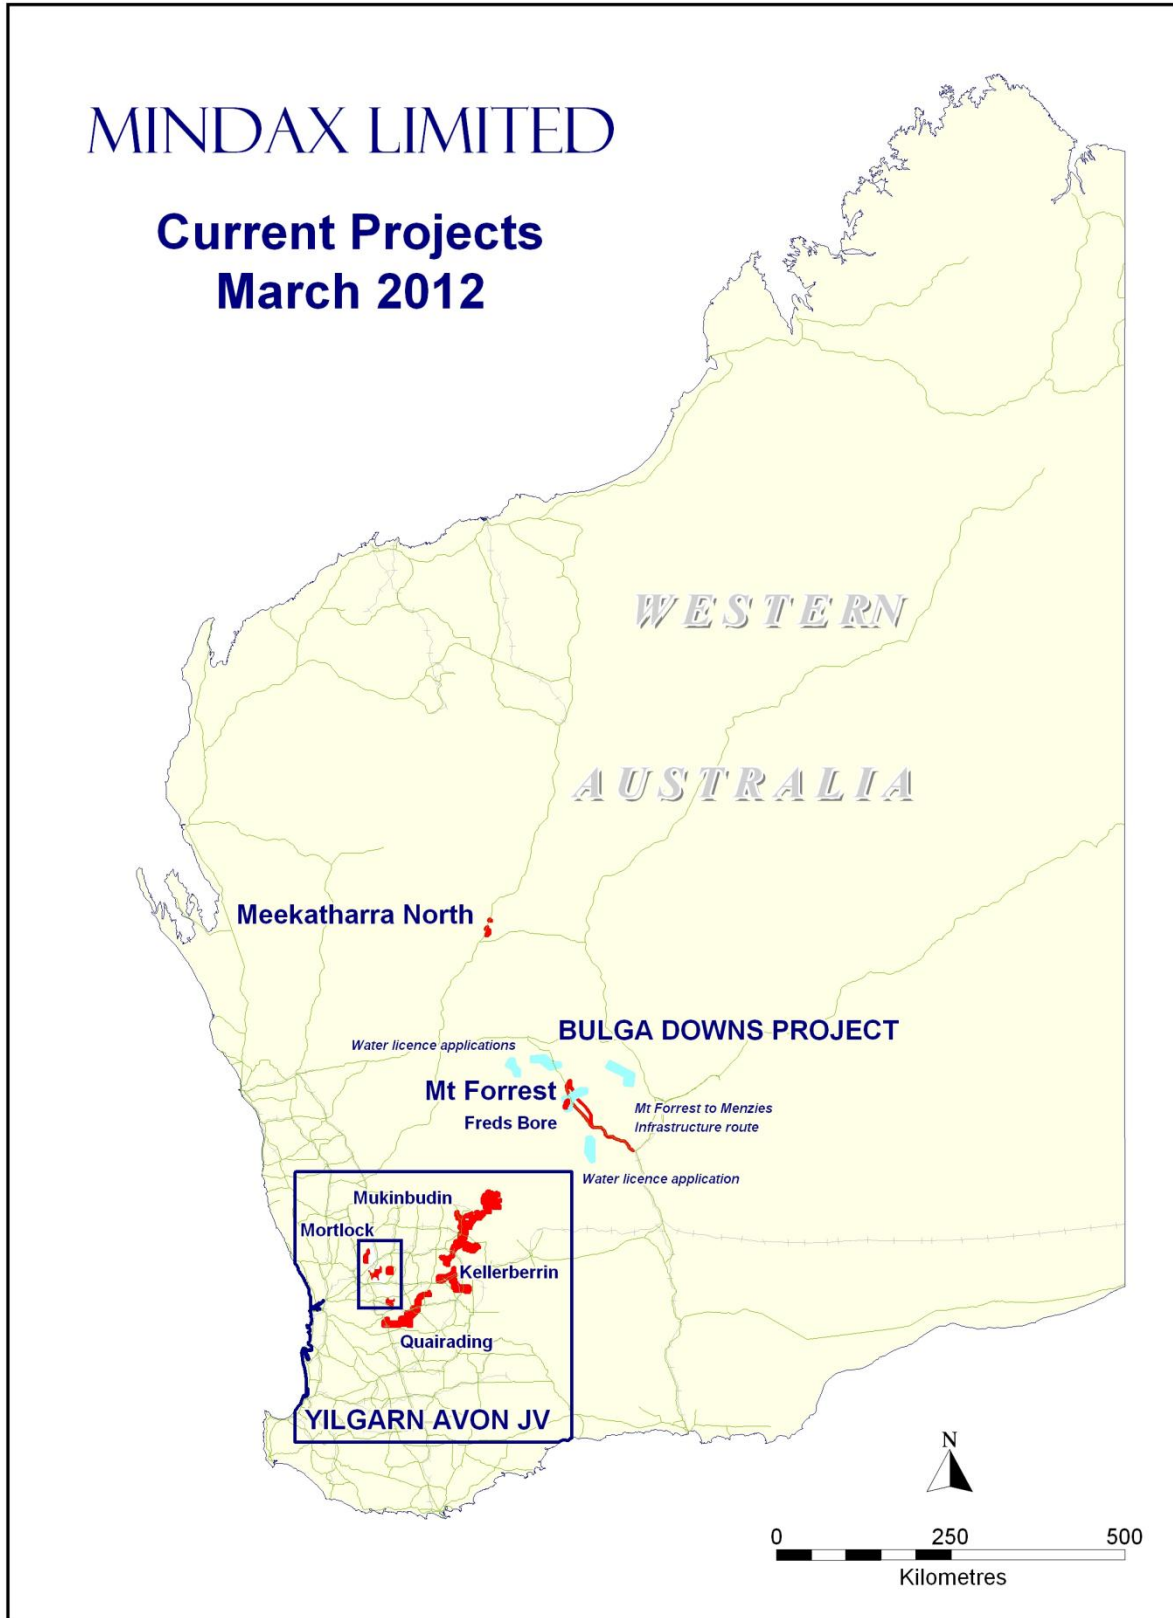 MINDAX LIMITED
Current Projects
March 2012
WESTERN
AUSTRALIA
Meekatharra North
BULGA DOWNS PROJECT
Water licence applications
Mt Forrest
Freds Bore
Mt Forrest to Menzies
Infrastructure route
Water licence application
Mukinbudin
Mortlock
Kellerberrin
Quairading
YILGARN AVON JV
N
0 250 500
Kilometres